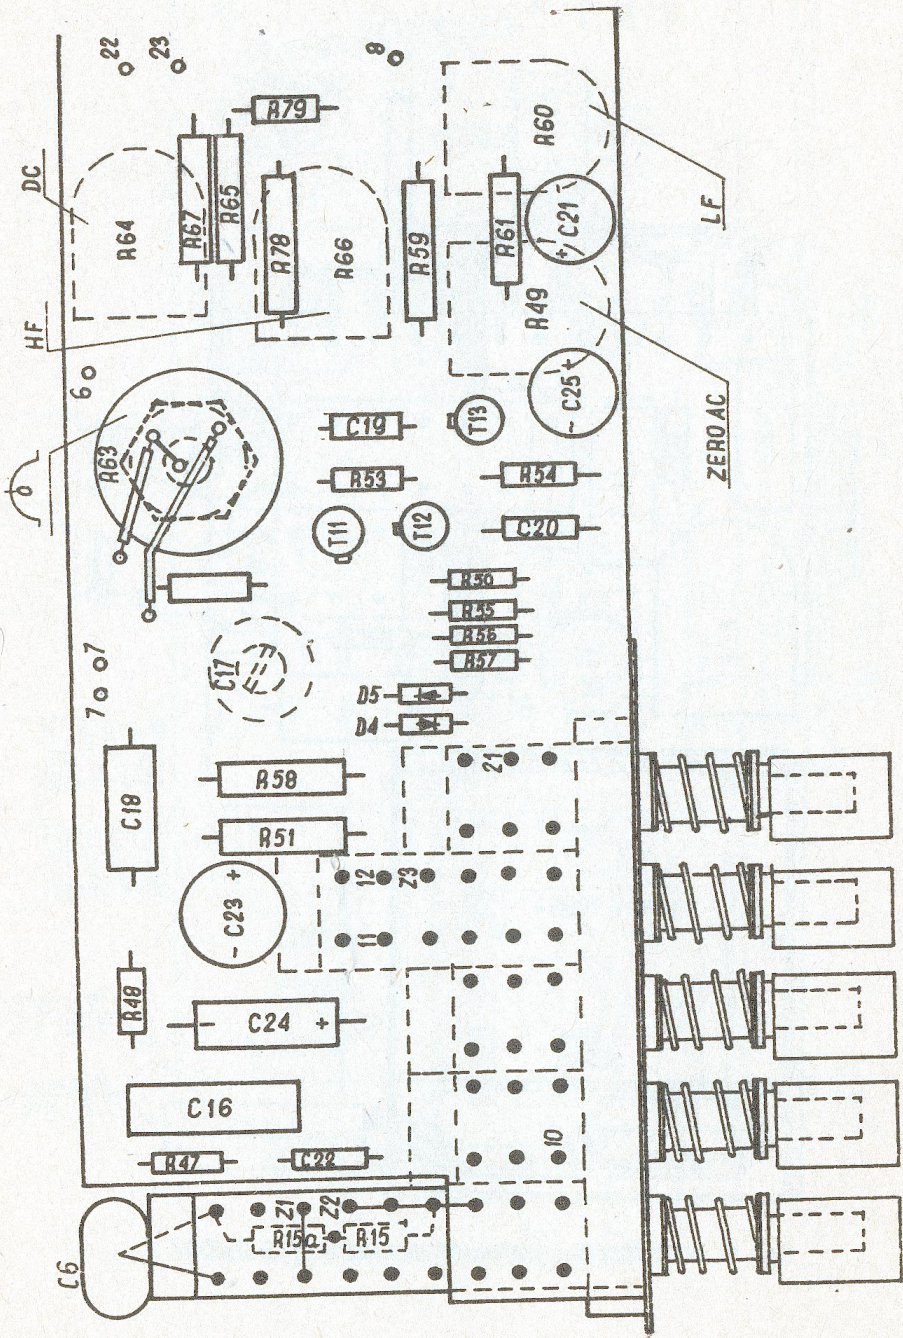 22
23
8
R79
DC
R64
R67
R65
R78
R66
R59
R60
R61
C21
+
LF
R49
HF
6
R63
C19
T13
C25
- +
ZERO AC
R53
R54
T11
T12
C20
R50
R55
R56
R57
7 7
C17
D5
D4
C18
R58
21
R51
C23
- +
12 Z3
11
R48
- C24 +
C16
10
R47
C22
C6
Z1 Z2
R15a R15